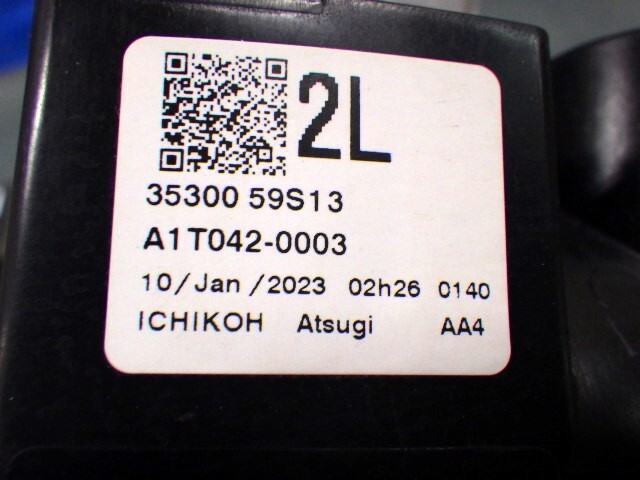 2L
35300 59S13
A1T042-0003
10/Jan/2023 02h26 0140
ICHIKOH Atsugi AA4